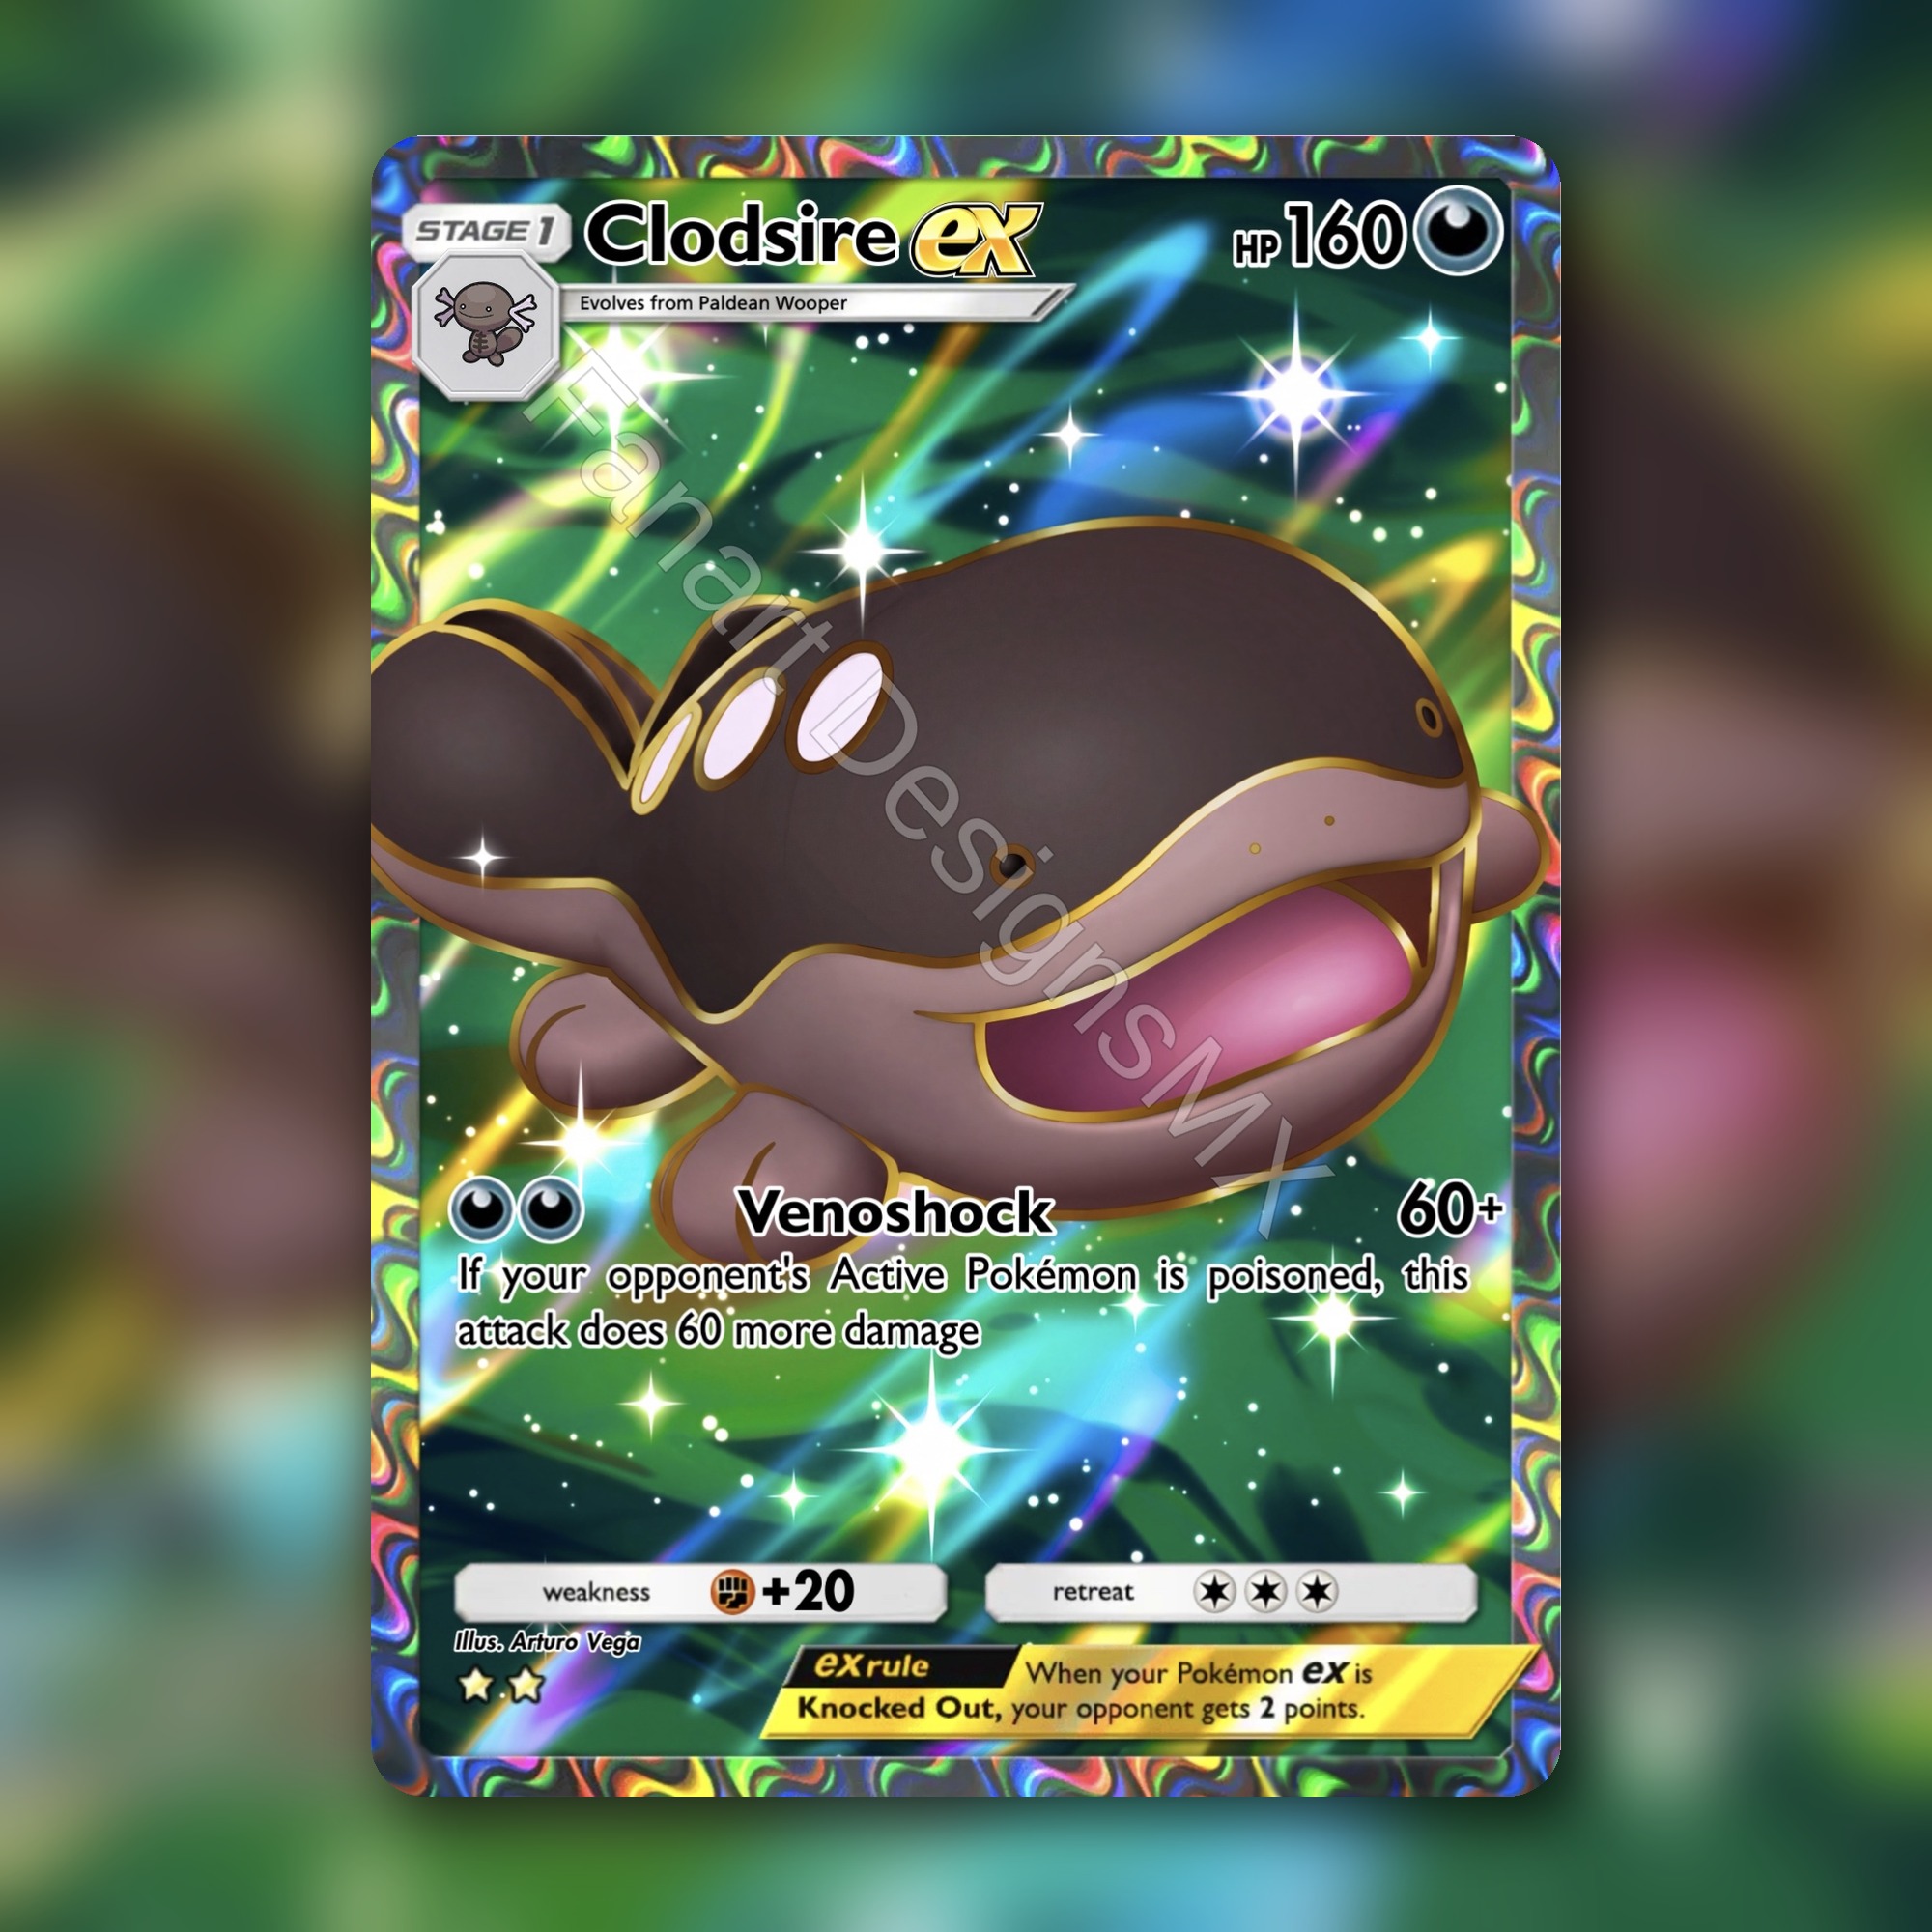 STAGE 1 Clodsire ex HP 160
Evolves from Paldean Wooper
FanartDesignsMX
Venoshock 60+
If your opponent's Active Pokémon is poisoned, this
attack does 60 more damage
weakness +20 retreat
Illus. Arturo Vega
ex rule When your Pokémon ex is
Knocked Out, your opponent gets 2 points.